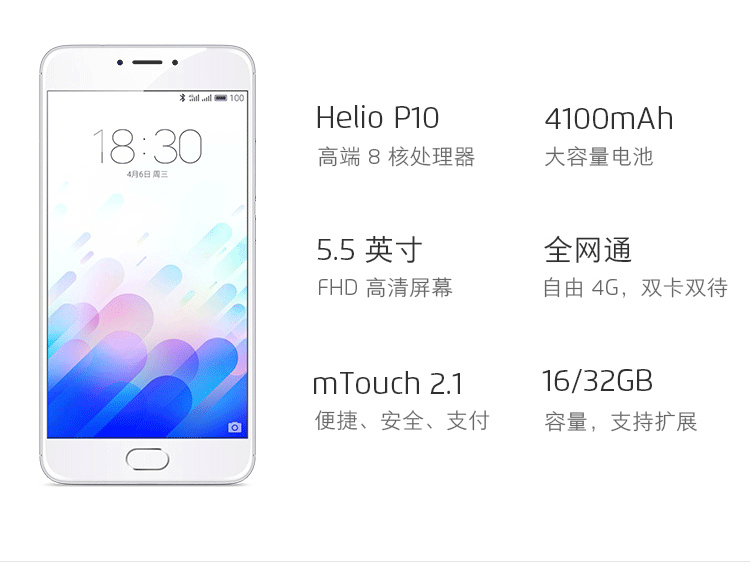 100
18:30
4月6日 周三
Helio P10
高端 8 核处理器
4100mAh
大容量电池
5.5 英寸
FHD 高清屏幕
全网通
自由 4G，双卡双待
mTouch 2.1
便捷、安全、支付
16/32GB
容量，支持扩展